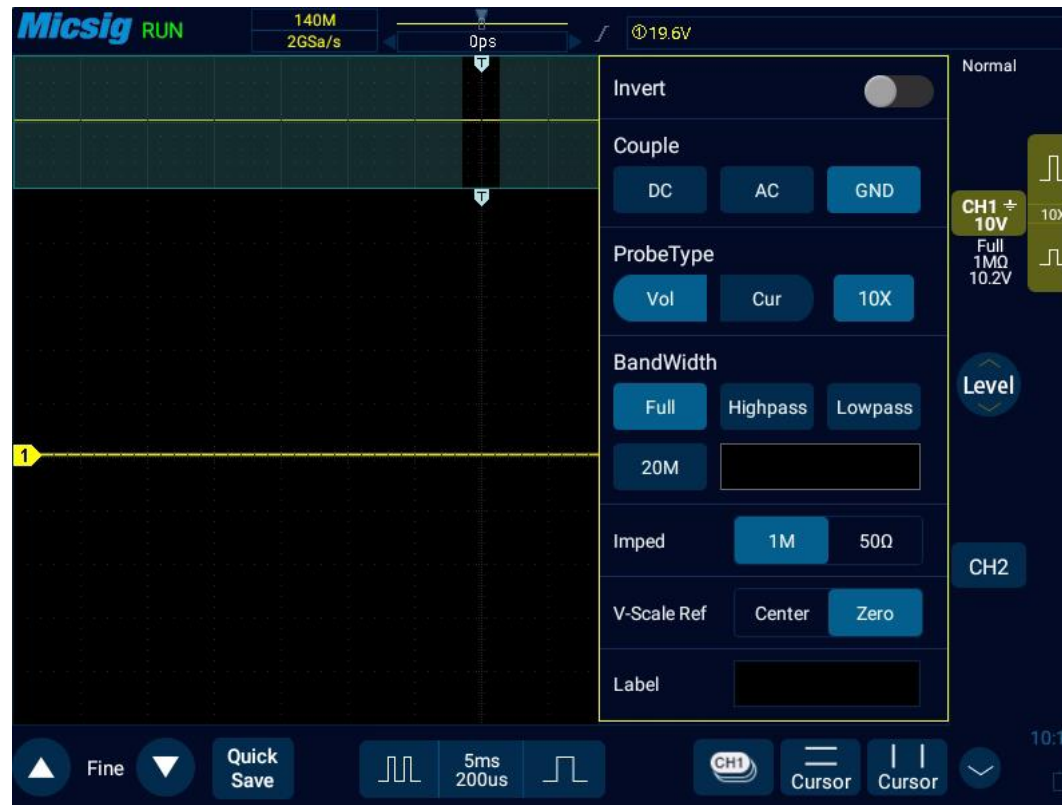 Micsig RUN 140M 0ps ①19.6V
2GSa/s
T
Invert
Normal
Couple
DC AC GND
T
CH1
10V
10X
Full
1MΩ
10.2V
ProbeType
Vol Cur 10X
BandWidth
Full Highpass Lowpass
Level
1
20M
Imped 1M 50Ω
CH2
V-Scale Ref Center Zero
Label
Fine
Quick
Save
5ms
200us
CH1
Cursor
Cursor